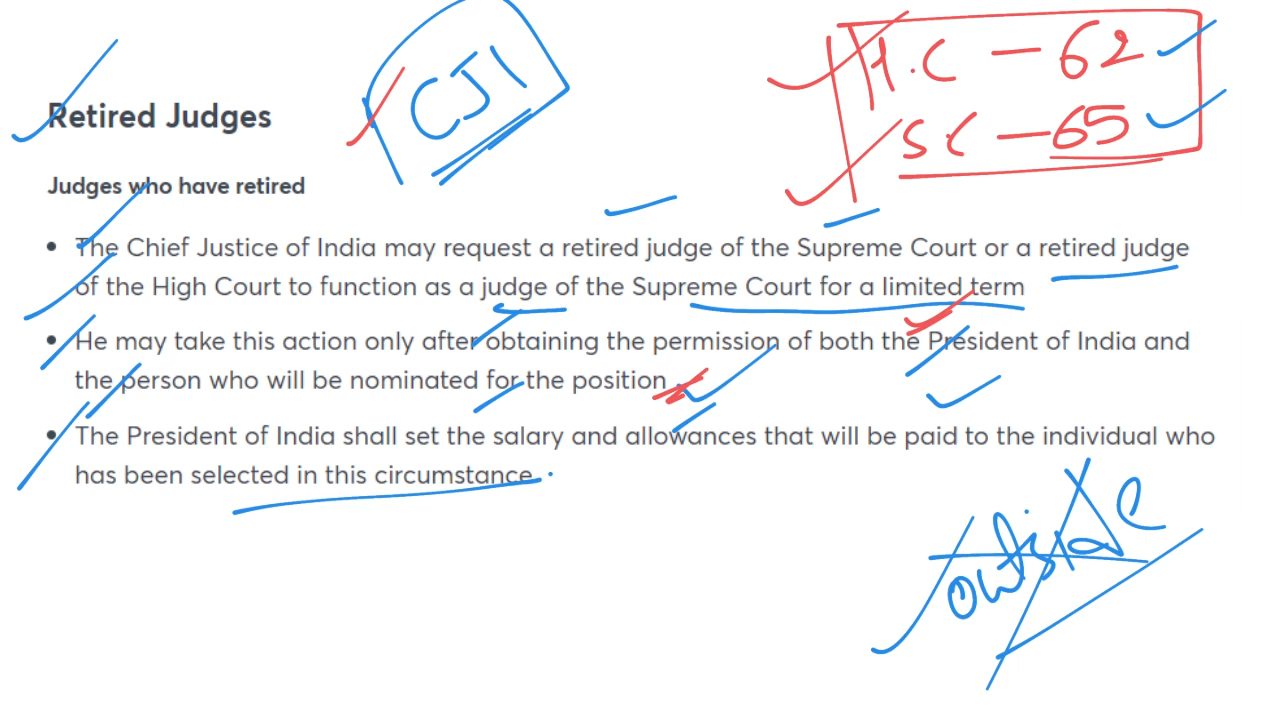 CJI
H.C - 62
SC - 65
Retired Judges
Judges who have retired
• The Chief Justice of India may request a retired judge of the Supreme Court or a retired judge
of the High Court to function as a judge of the Supreme Court for a limited term
• He may take this action only after obtaining the permission of both the President of India and
the person who will be nominated for the position
• The President of India shall set the salary and allowances that will be paid to the individual who
has been selected in this circumstance.
outside